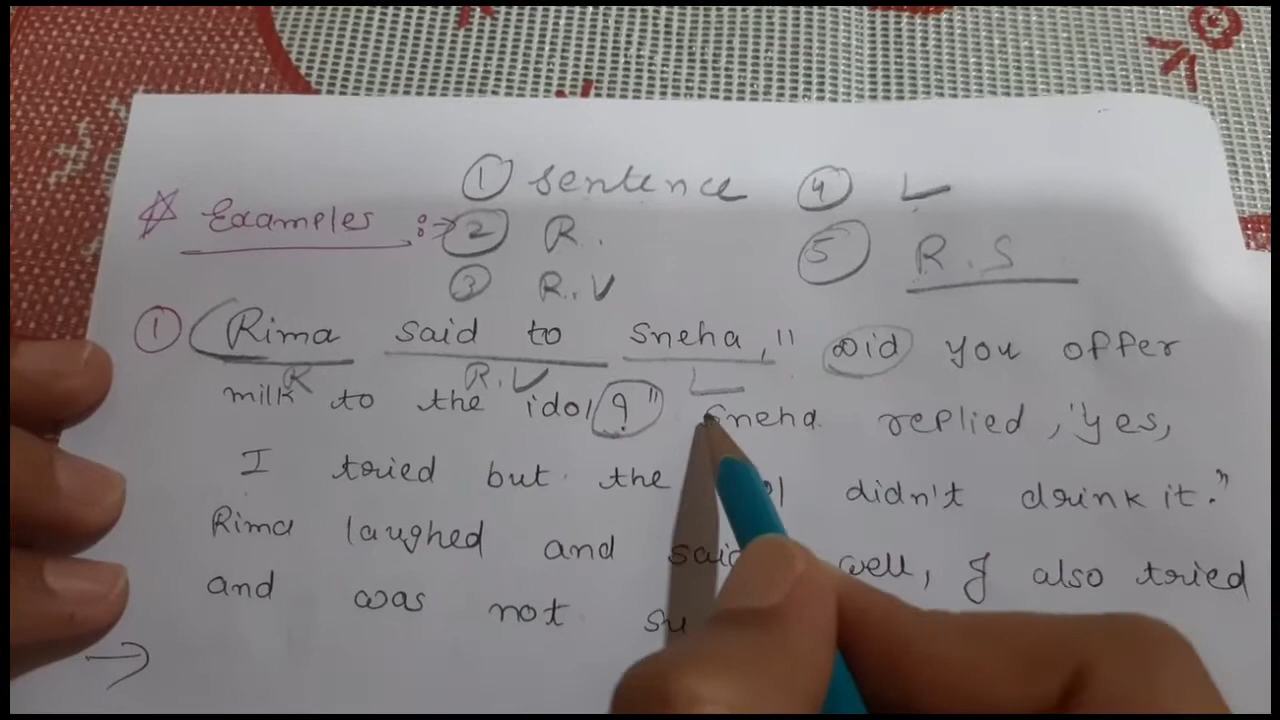 ① sentence ④ L
☆ Examples :→ ② R. ⑤ R.S
③ R.V
① Rima said to Sneha," Did you offer
R R.V L
milk to the idol?" Sneha replied, "Yes,
I tried but the didn't drink it."
Rima laughed and well, I also tried
and was not
→